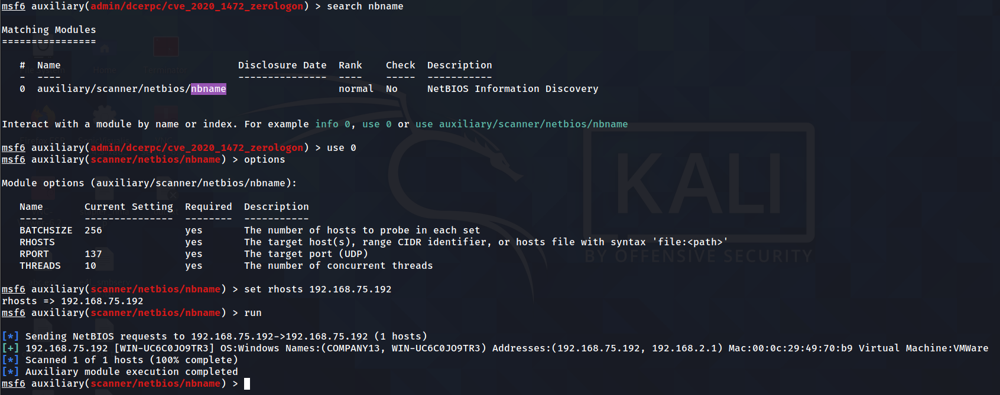 msf6 auxiliary(admin/dcerpc/cve_2020_1472_zerologon) > search nbname
Matching Modules
================
#  Name                                Disclosure Date  Rank    Check  Description
-  ----                                ---------------  ----    -----  -----------
0  auxiliary/scanner/netbios/nbname                     normal  No     NetBIOS Information Discovery
Interact with a module by name or index. For example info 0, use 0 or use auxiliary/scanner/netbios/nbname
msf6 auxiliary(admin/dcerpc/cve_2020_1472_zerologon) > use 0
msf6 auxiliary(scanner/netbios/nbname) > options
Module options (auxiliary/scanner/netbios/nbname):
Name       Current Setting  Required  Description
----       ---------------  --------  -----------
BATCHSIZE  256              yes       The number of hosts to probe in each set
RHOSTS                      yes       The target host(s), range CIDR identifier, or hosts file with syntax 'file:<path>'
RPORT      137              yes       The target port (UDP)
THREADS    10               yes       The number of concurrent threads
msf6 auxiliary(scanner/netbios/nbname) > set rhosts 192.168.75.192
rhosts => 192.168.75.192
msf6 auxiliary(scanner/netbios/nbname) > run
[*] Sending NetBIOS requests to 192.168.75.192->192.168.75.192 (1 hosts)
[+] 192.168.75.192 [WIN-UC6C0JO9TR3] OS:Windows Names:(COMPANY13, WIN-UC6C0JO9TR3) Addresses:(192.168.75.192, 192.168.2.1) Mac:00:0c:29:49:70:b9 Virtual Machine:VMWare
[*] Scanned 1 of 1 hosts (100% complete)
[*] Auxiliary module execution completed
msf6 auxiliary(scanner/netbios/nbname) >
KALI
BY OFFENSIVE SECURITY
Home
Terminator